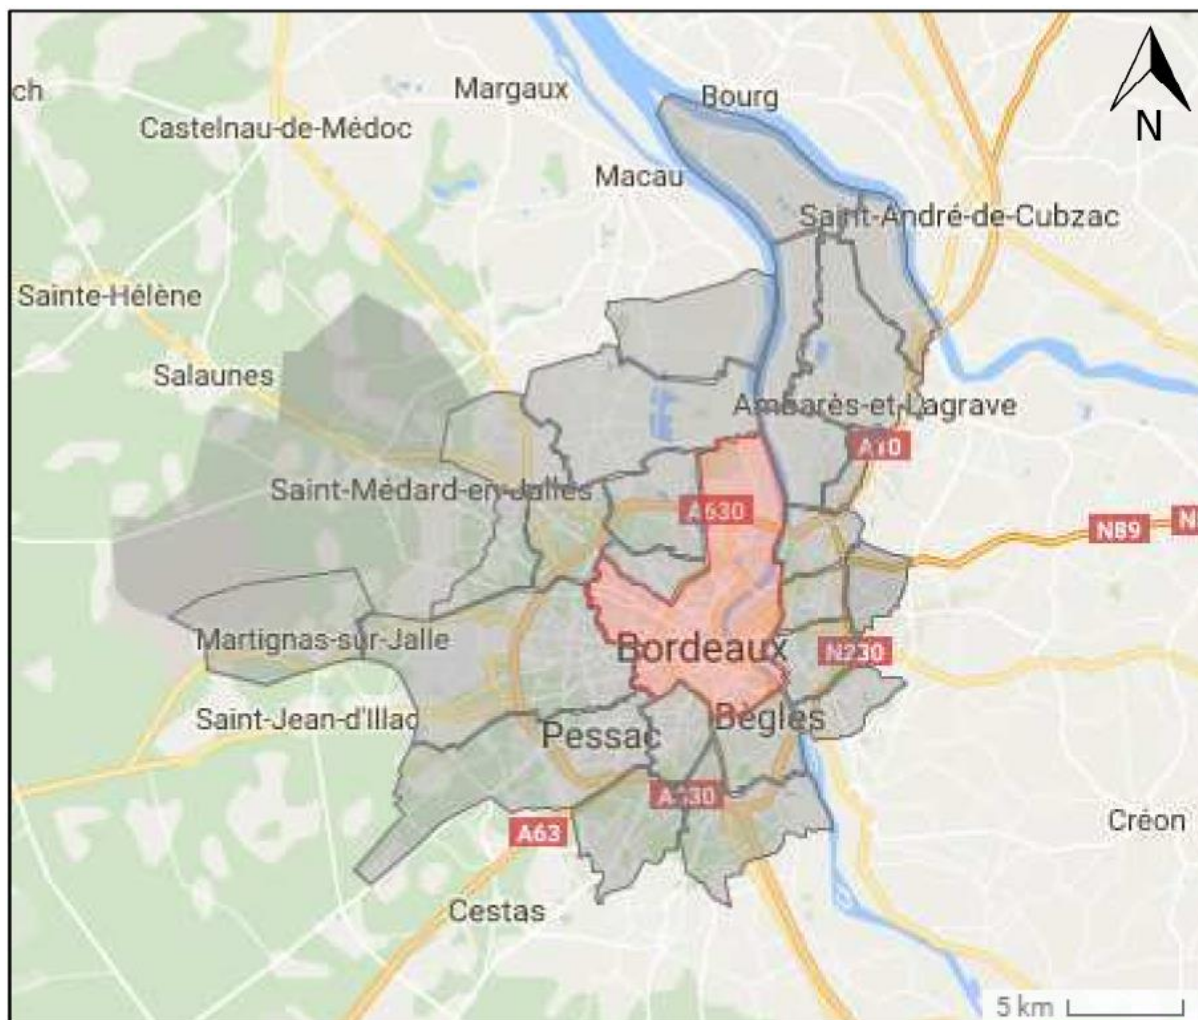 Margaux
Bourg
ch
Castelnau-de-Médoc
N
Macau
Saint-André-de-Cubzac
Sainte-Hélène
Salaunes
Ambarès-et-Lagrave
A10
Saint-Médard-en-Jalles
A630
N89
N
Martignas-sur-Jalle
Bordeaux
N230
Saint-Jean-d'Illac
Pessac
Bègles
A630
Créon
A63
Cestas
5 km